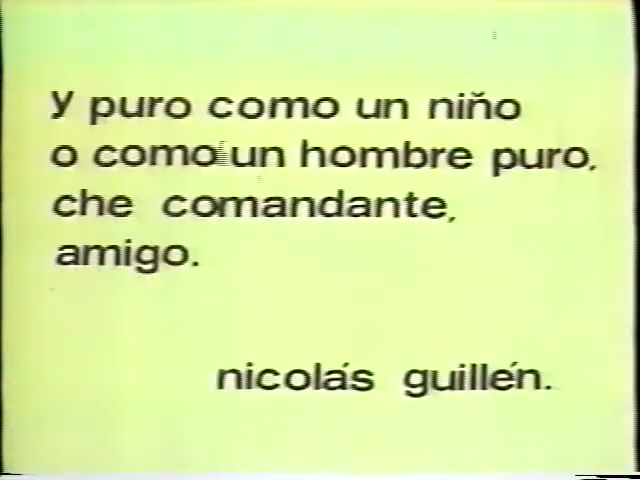 y puro como un niño
o como un hombre puro,
che comandante,
amigo.
nicolás guillén.